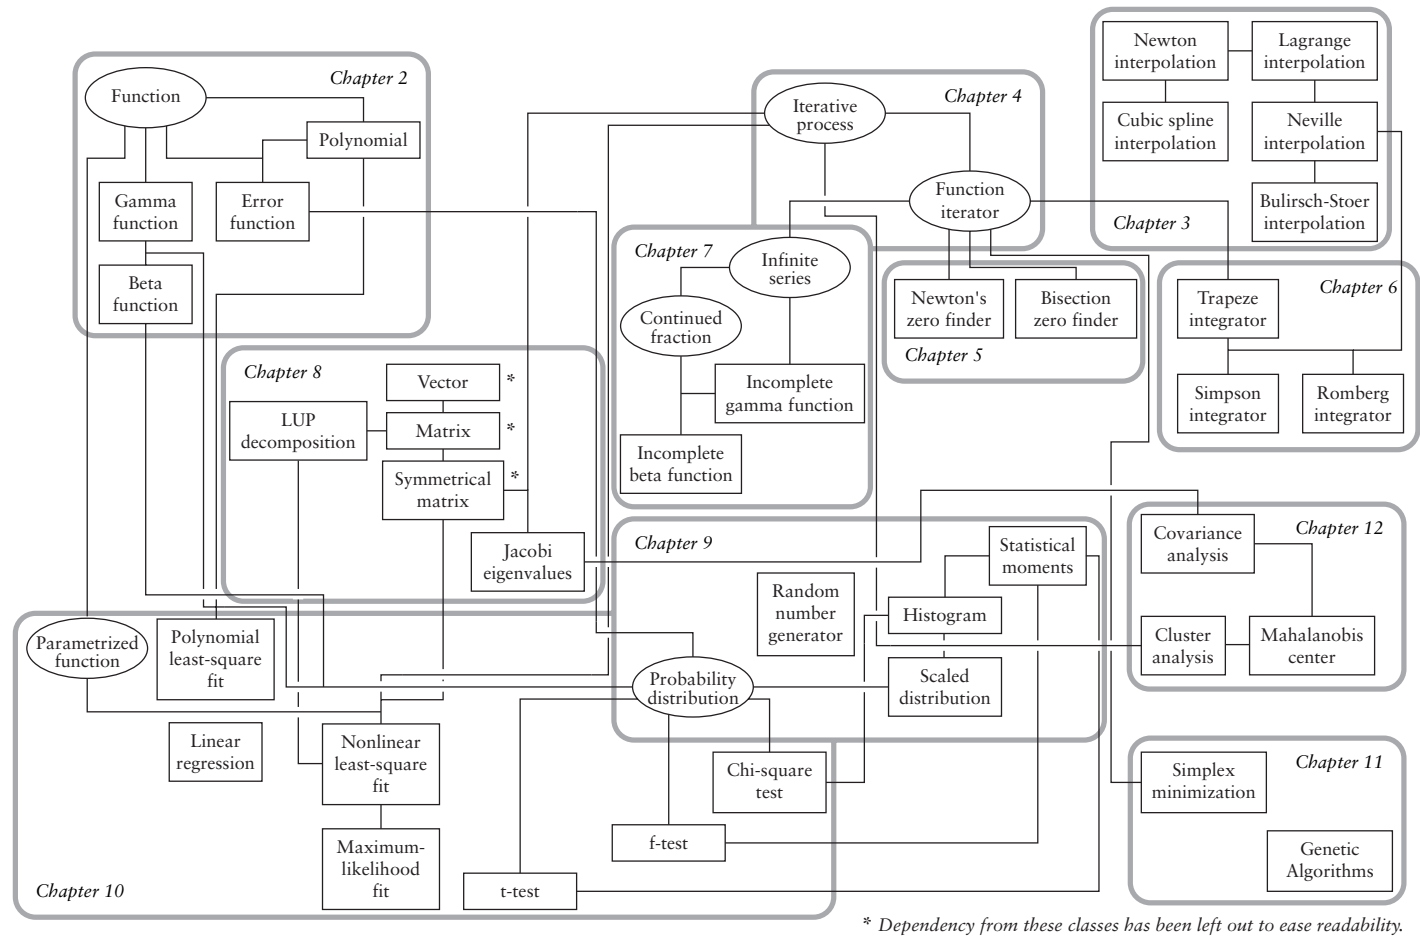 Chapter 2
Function
Polynomial
Gamma
function
Error
function
Beta
function
Chapter 4
Iterative
process
Function
iterator
Newton
interpolation
Lagrange
interpolation
Cubic spline
interpolation
Neville
interpolation
Bulirsch-Stoer
interpolation
Chapter 3
Chapter 7
Infinite
series
Continued
fraction
Incomplete
gamma function
Incomplete
beta function
Newton's
zero finder
Bisection
zero finder
Chapter 5
Chapter 6
Trapeze
integrator
Simpson
integrator
Romberg
integrator
Chapter 8
Vector
*
LUP
decomposition
Matrix
*
Symmetrical
matrix
*
Jacobi
eigenvalues
Chapter 9
Statistical
moments
Random
number
generator
Histogram
Probability
distribution
Scaled
distribution
Chapter 12
Covariance
analysis
Cluster
analysis
Mahalanobis
center
Parametrized
function
Polynomial
least-square
fit
Linear
regression
Nonlinear
least-square
fit
Chi-square
test
f-test
Maximum-
likelihood
fit
t-test
Chapter 10
Chapter 11
Simplex
minimization
Genetic
Algorithms
* Dependency from these classes has been left out to ease readability.